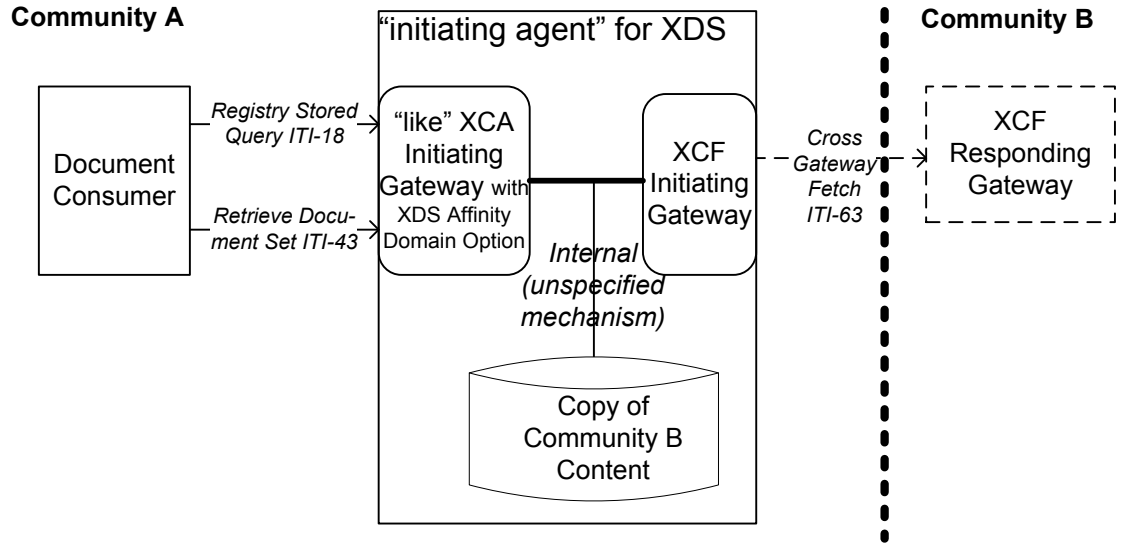 Community A
“initiating agent” for XDS
Community B
Document
Consumer
Registry Stored
Query ITI-18
Retrieve Docu-
ment Set ITI-43
“like” XCA
Initiating
Gateway with
XDS Affinity
Domain Option
XCF
Initiating
Gateway
Cross
Gateway
Fetch
ITI-63
XCF
Responding
Gateway
Internal
(unspecified
mechanism)
Copy of
Community B
Content